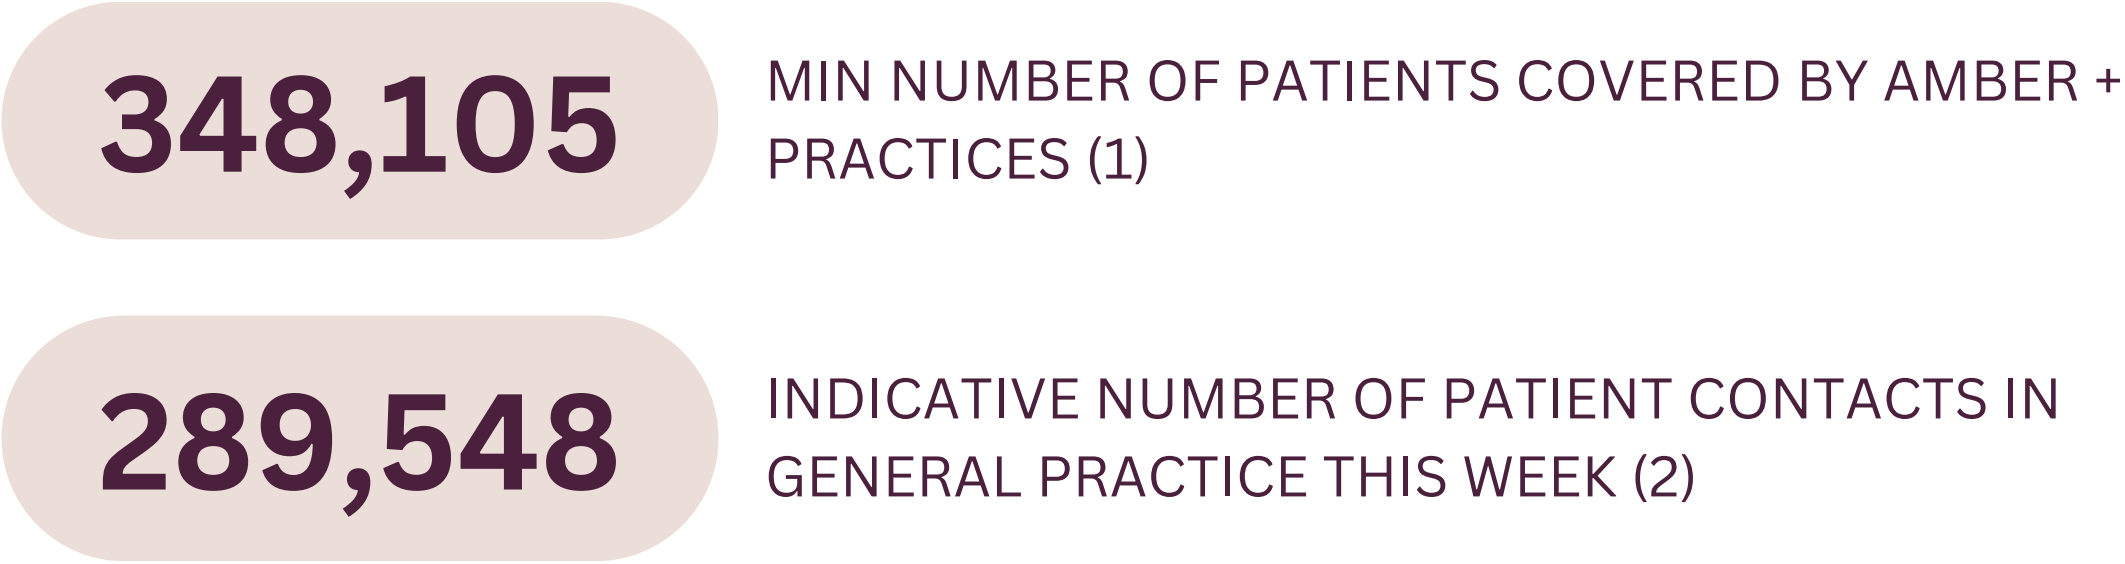 348,105
MIN NUMBER OF PATIENTS COVERED BY AMBER +
PRACTICES (1)
289,548
INDICATIVE NUMBER OF PATIENT CONTACTS IN
GENERAL PRACTICE THIS WEEK (2)